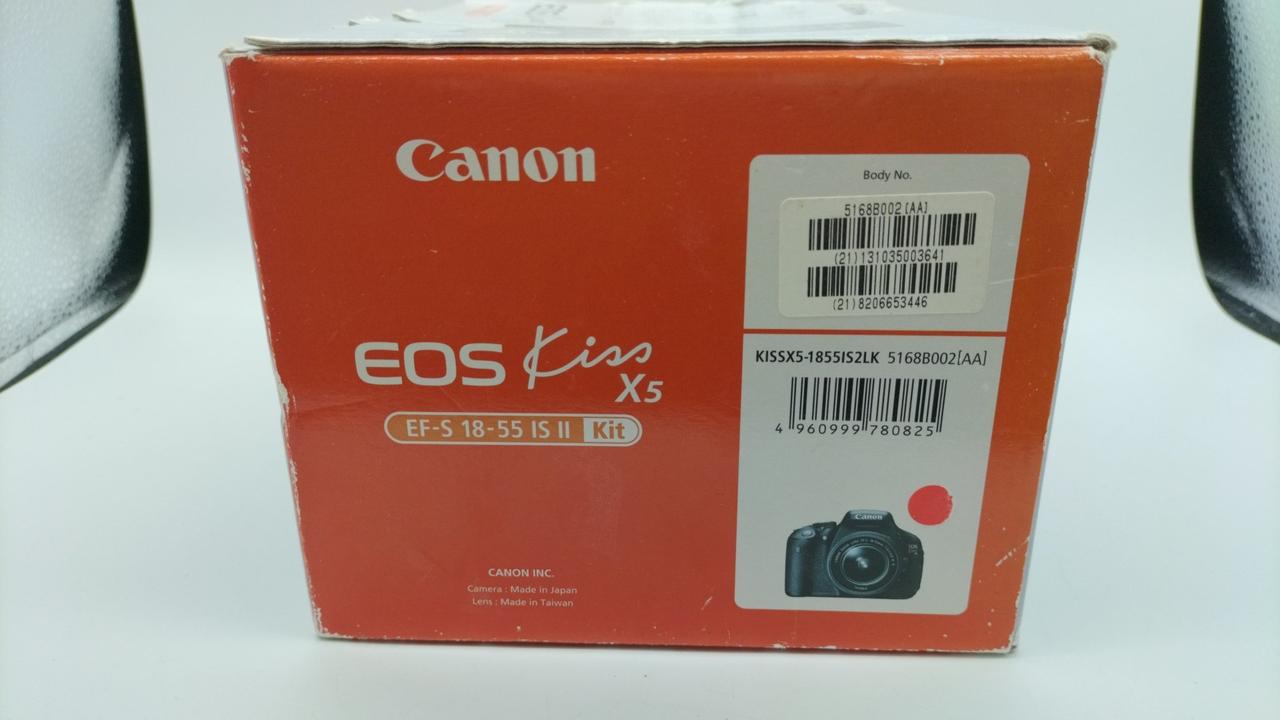 Canon
EOS Kiss
X5
EF-S 18-55 IS II Kit
CANON INC.
Camera : Made in Japan
Lens : Made in Taiwan
Body No.
5168B002[AA]
(21)131035003641
(21)8206653446
KISSX5-1855IS2LK 5168B002[AA]
4 960999 780825
Canon